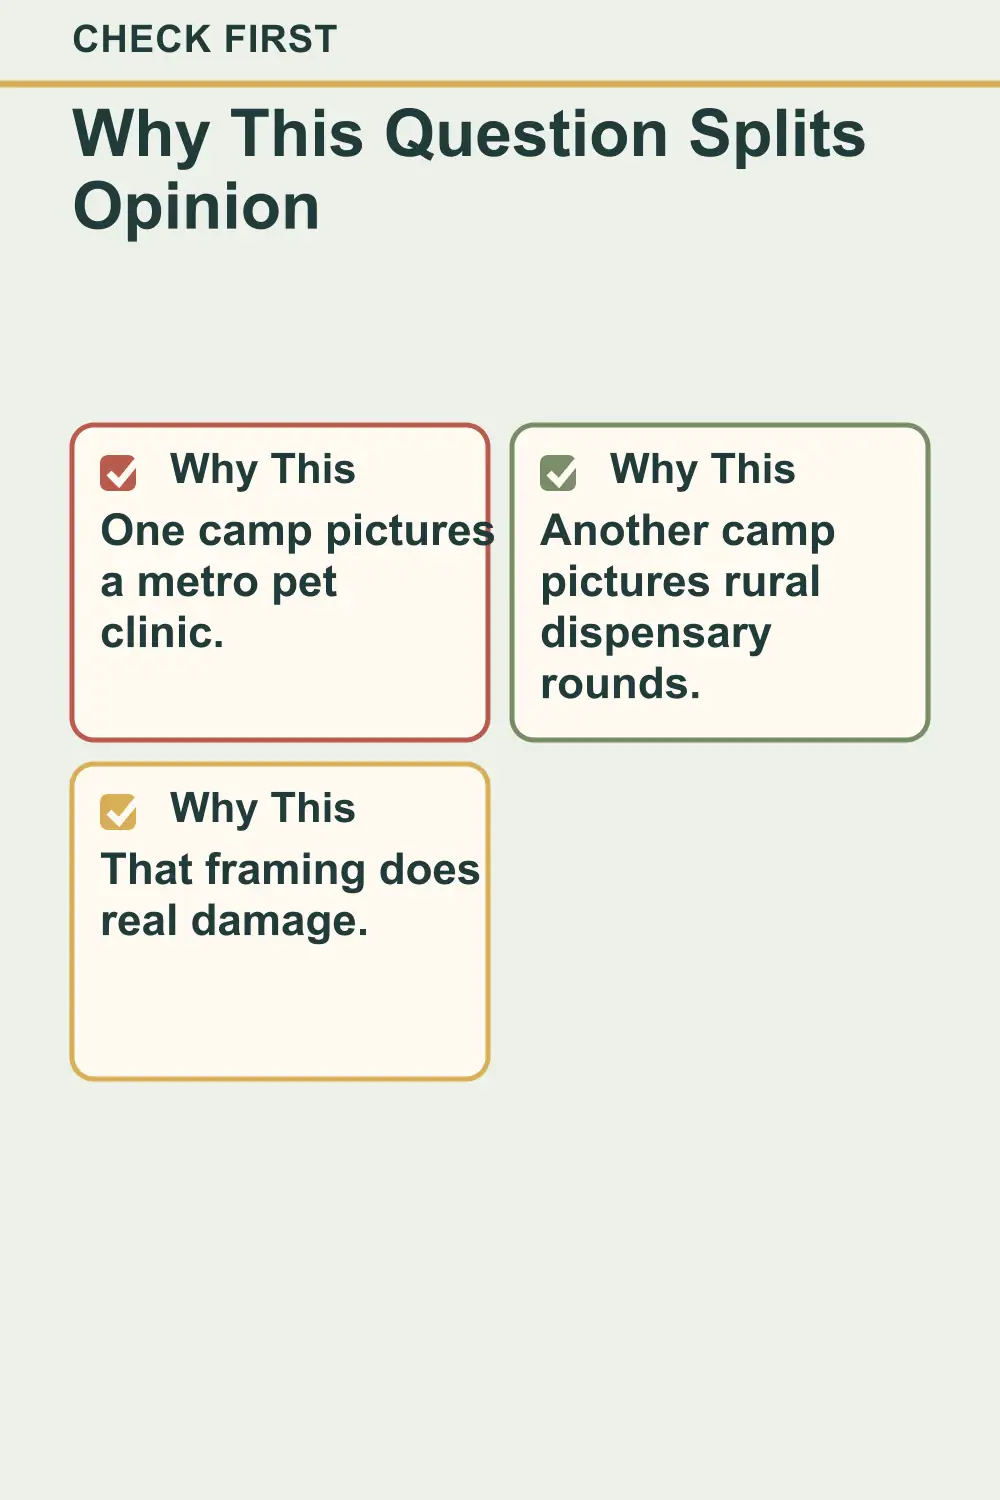 CHECK FIRST
Why This Question Splits
Opinion
Why This
One camp pictures
a metro pet
clinic.
Why This
Another camp
pictures rural
dispensary
rounds.
Why This
That framing does
real damage.